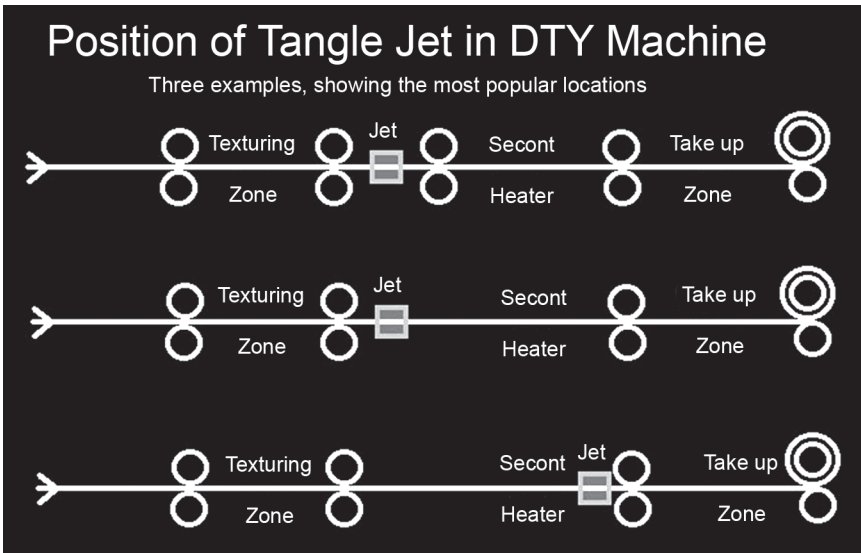 Position of Tangle Jet in DTY Machine
Three examples, showing the most popular locations
Texturing Jet Secont Take up
Zone Heater Zone
Texturing Jet Secont Take up
Zone Heater Zone
Texturing Secont Jet Take up
Zone Heater Zone